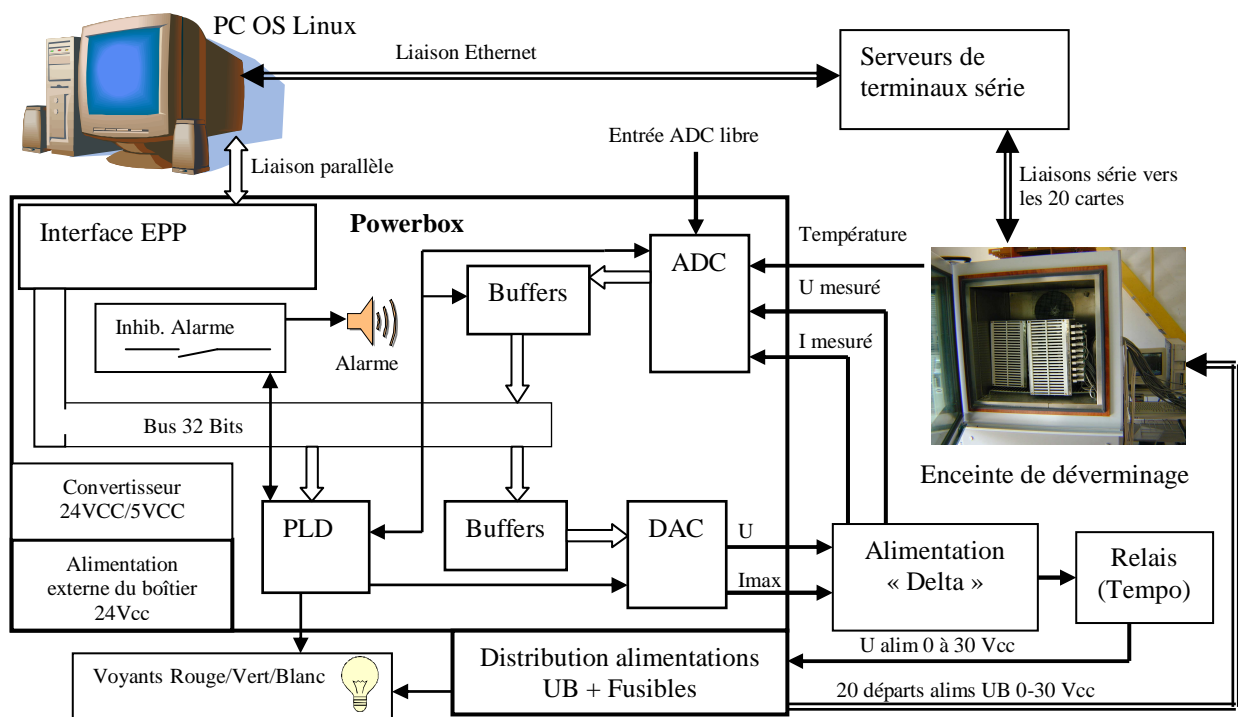 PC OS Linux
Liaison Ethernet
Serveurs de
terminaux série
Entrée ADC libre
Liaison parallèle
Liaisons série vers
les 20 cartes
Interface EPP
Powerbox
ADC
Température
Buffers
U mesuré
Inhib. Alarme
I mesuré
Alarme
Bus 32 Bits
Enceinte de déverminage
Convertisseur
24VCC/5VCC
PLD
Buffers
DAC
U
Alimentation
« Delta »
Relais
(Tempo)
Alimentation
externe du boîtier
24Vcc
Imax
U alim 0 à 30 Vcc
Distribution alimentations
UB + Fusibles
Voyants Rouge/Vert/Blanc
20 départs alims UB 0-30 Vcc